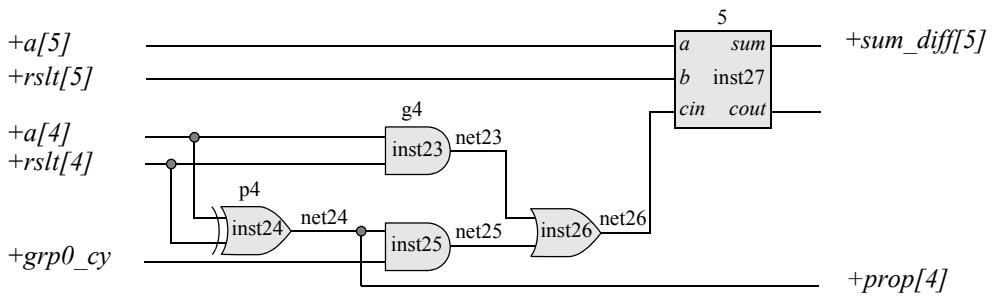 5
+a[5] a sum +sum_diff[5]
+rslt[5] b inst27
cin cout
g4
+a[4] net23
+rslt[4] inst23
p4
net24 net26
inst24 net25 inst26
inst25
+grp0_cy
+prop[4]